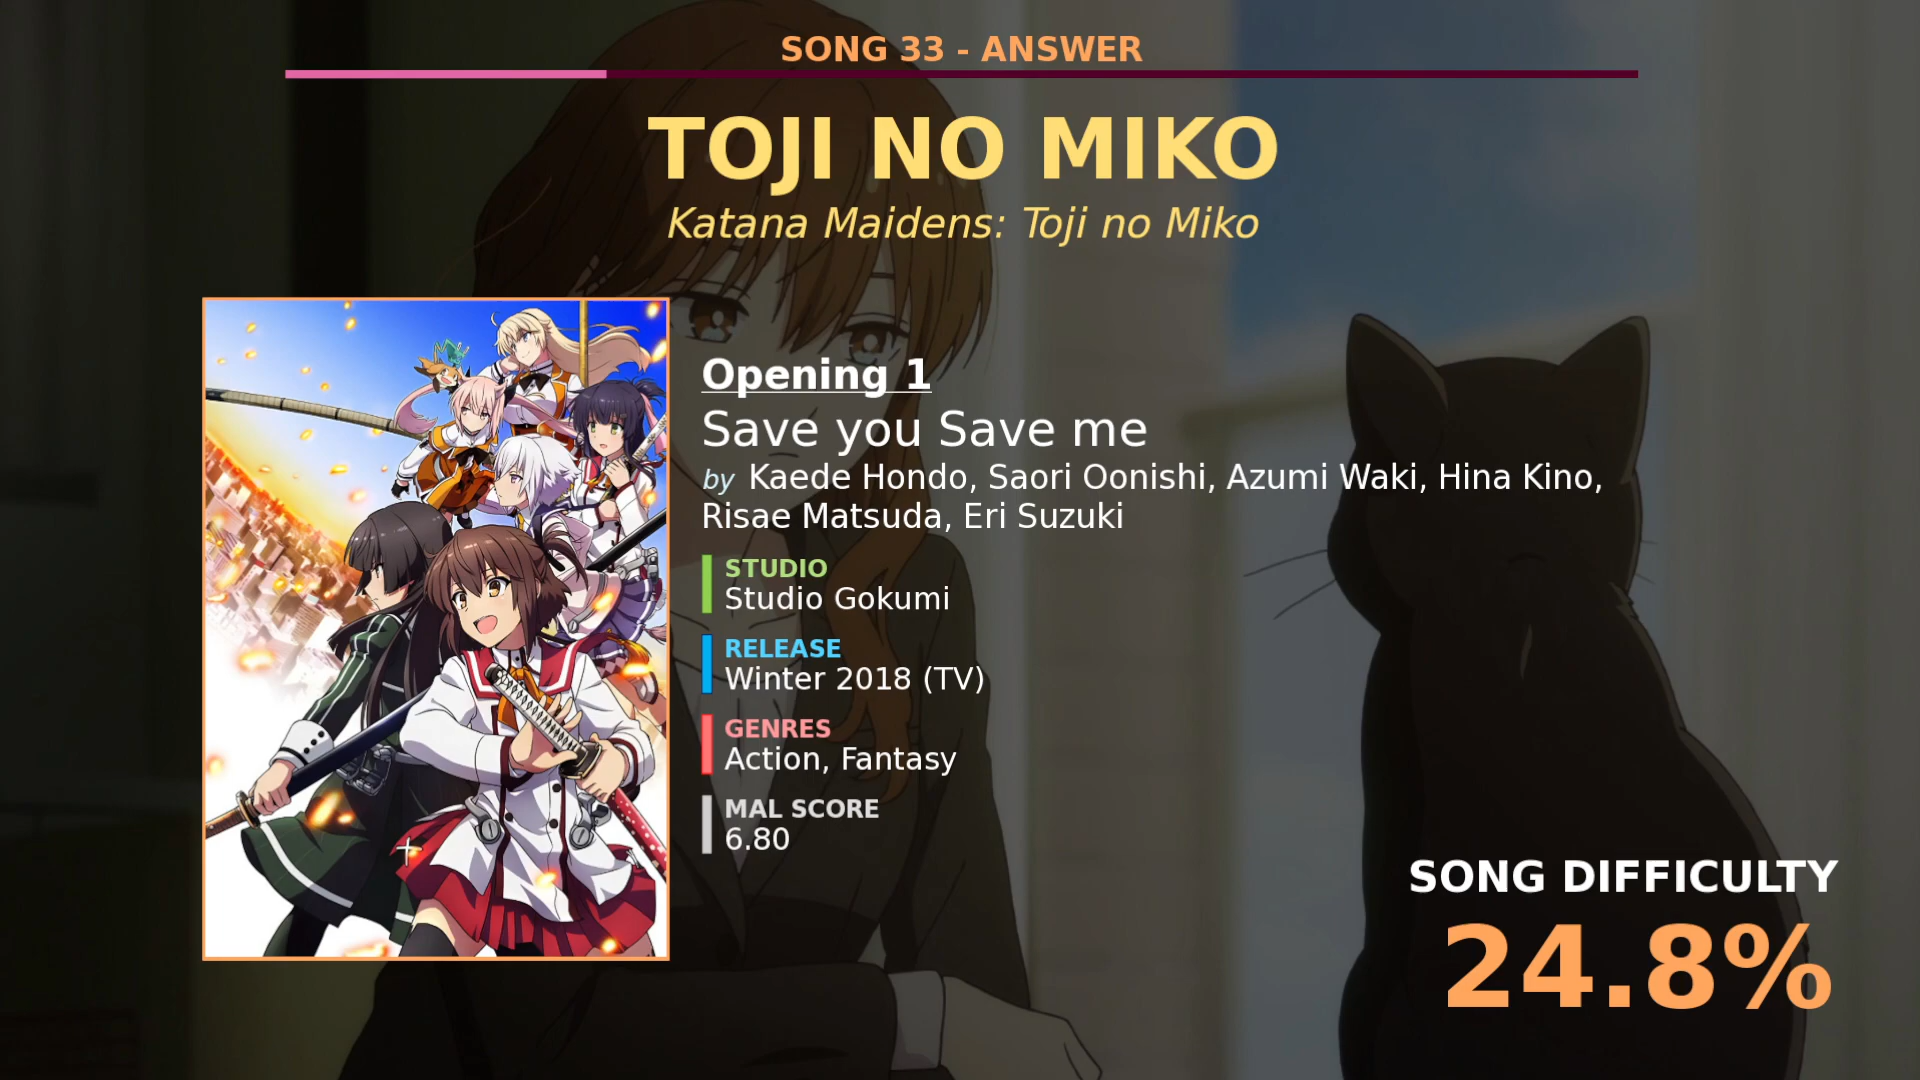 SONG 33 - ANSWER
TOJI NO MIKO
Katana Maidens: Toji no Miko
Opening 1
Save you Save me
by Kaede Hondo, Saori Oonishi, Azumi Waki, Hina Kino,
Risae Matsuda, Eri Suzuki
STUDIO
Studio Gokumi
RELEASE
Winter 2018 (TV)
GENRES
Action, Fantasy
MAL SCORE
6.80
SONG DIFFICULTY
24.8%